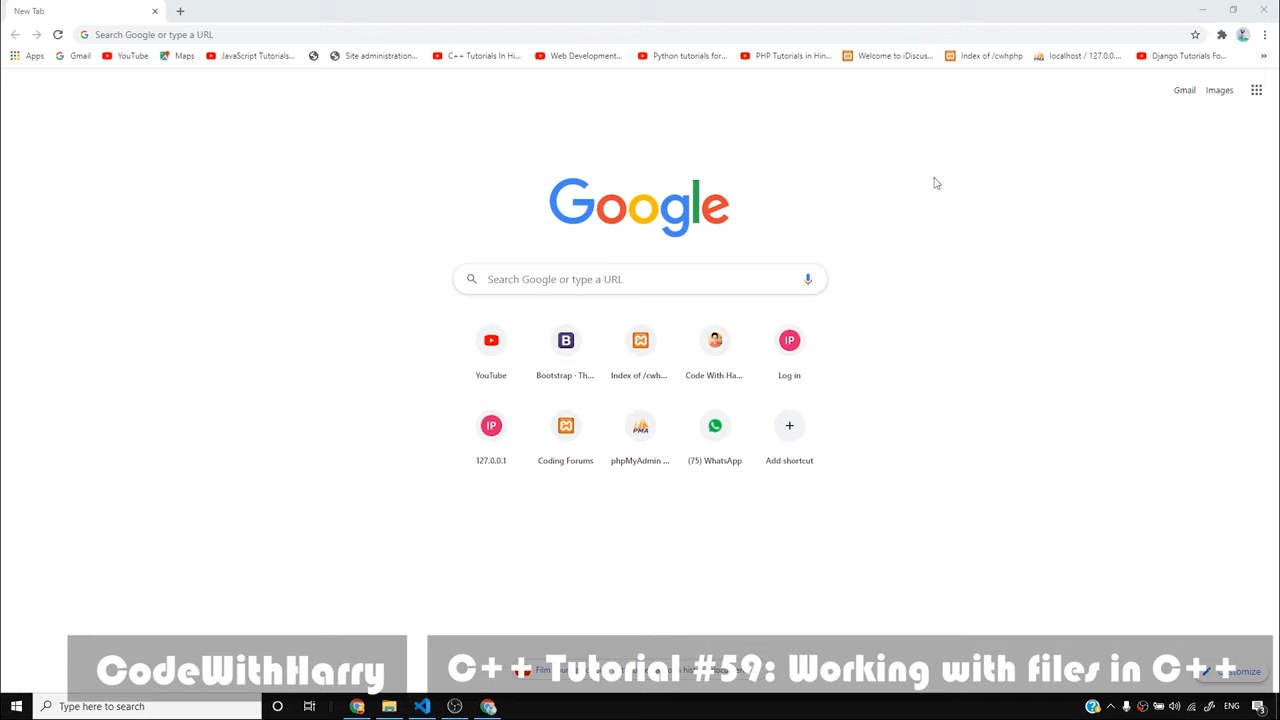 New Tab
Search Google or type a URL
Apps Gmail YouTube Maps JavaScript Tutorials... Site administration... C++ Tutorials In Hi... Web Development... Python tutorials for... PHP Tutorials in Hin... Welcome to iDiscus... Index of /cwhphp localhost / 127.0.0.... Django Tutorials Fo... »
Gmail Images
Google
Search Google or type a URL
B IP
YouTube Bootstrap · Th... Index of /cwh... Code With Ha... Log in
IP PMA
127.0.0.1 Coding Forums phpMyAdmin ... (75) WhatsApp Add shortcut
CodeWithHarry
C++ Tutorial #59: Working with files in C++
Customize
Type here to search
ENG